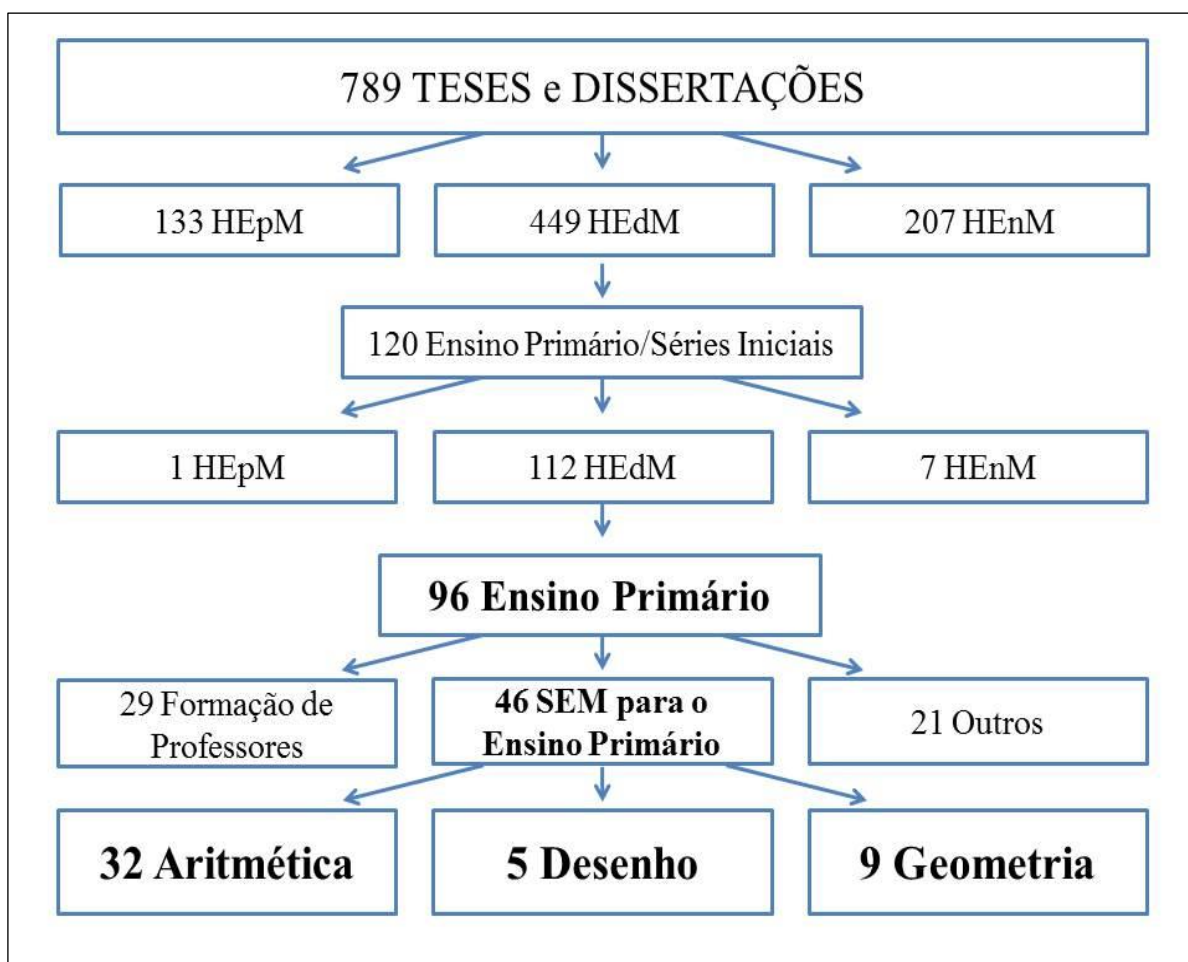 789 TESES e DISSERTAÇÕES
133 HEpM
449 HEdM
207 HEnM
120 Ensino Primário/Séries Iniciais
1 HEpM
112 HEdM
7 HEnM
96 Ensino Primário
29 Formação de
Professores
46 SEM para o
Ensino Primário
21 Outros
32 Aritmética
5 Desenho
9 Geometria